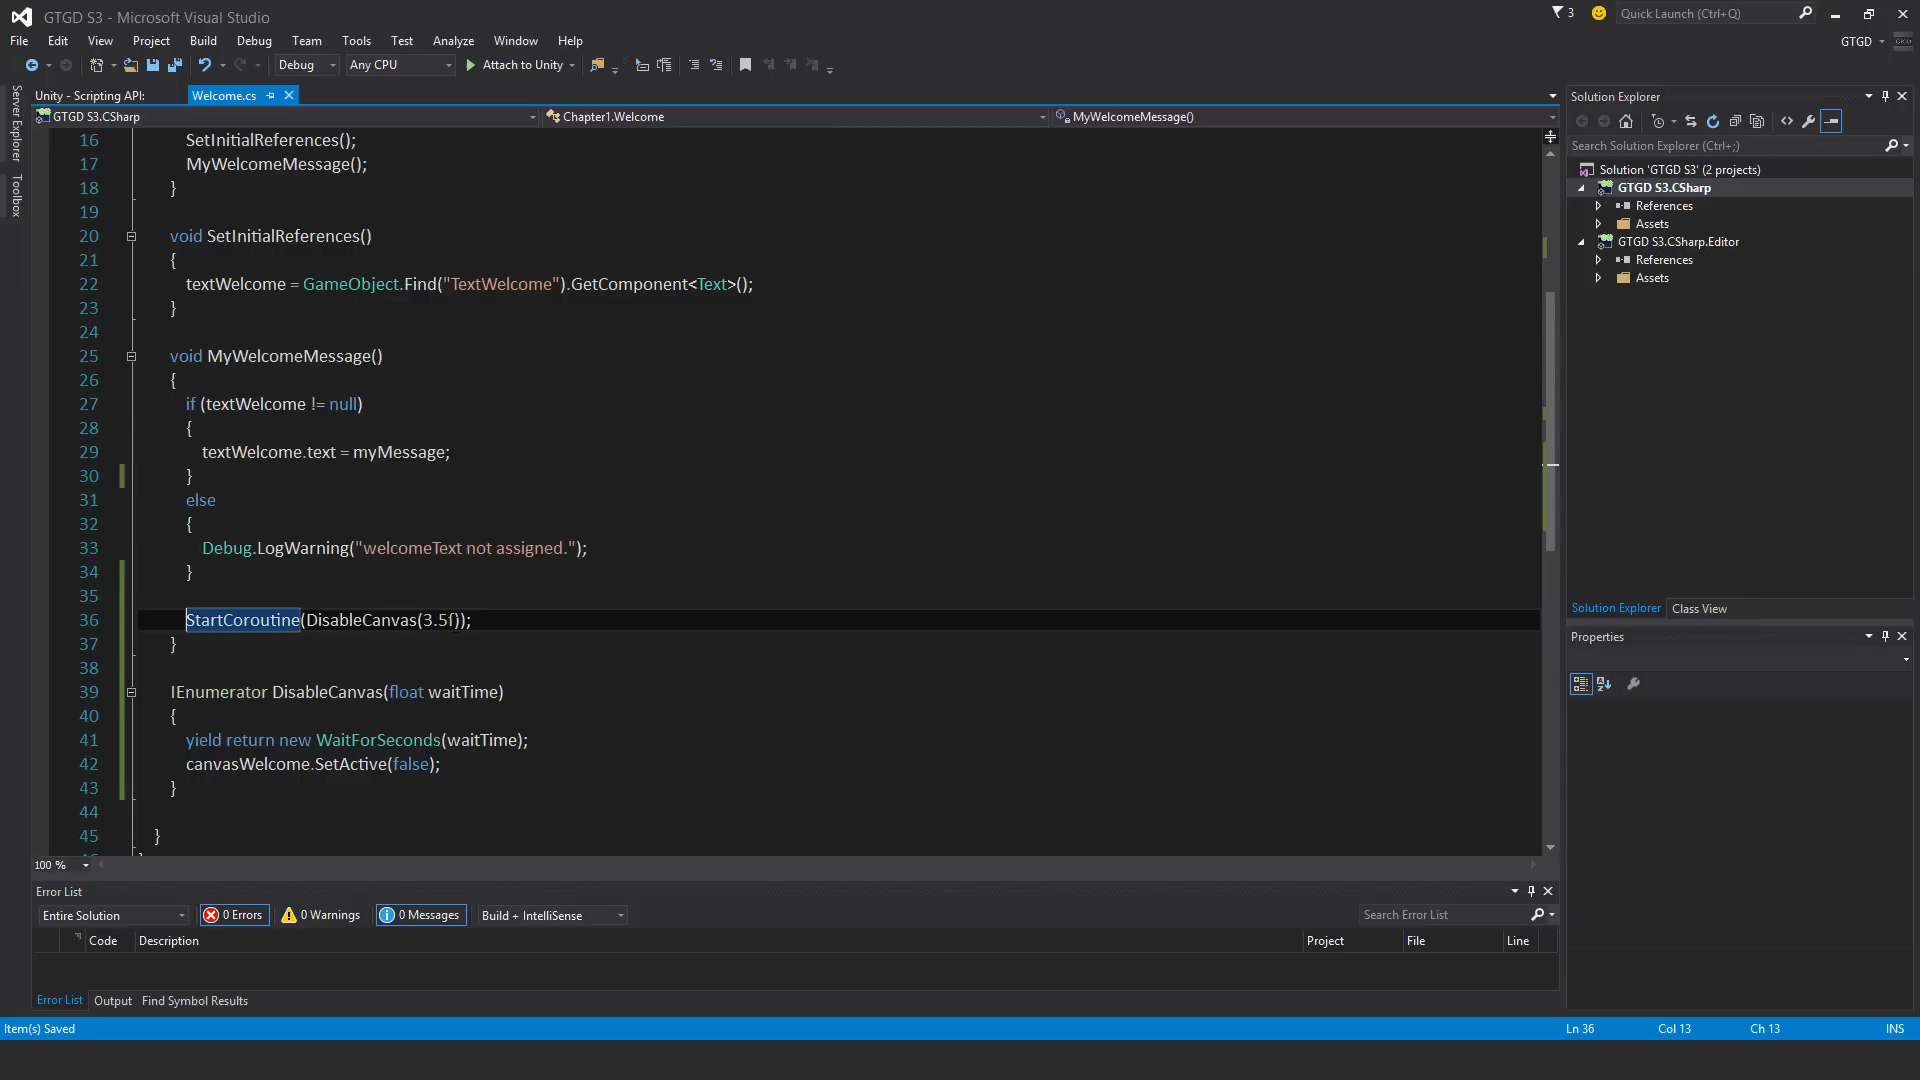 GTGD S3 - Microsoft Visual Studio
3
Quick Launch (Ctrl+Q)
File Edit View Project Build Debug Team Tools Test Analyze Window Help
GTGD
Debug
Any CPU
Attach to Unity
Server Explorer
Toolbox
Unity - Scripting API:
Welcome.cs
GTGD S3.CSharp
Chapter1.Welcome
MyWelcomeMessage()
16 SetInitialReferences();
17 MyWelcomeMessage();
18 }
19
20 void SetInitialReferences()
21 {
22 textWelcome = GameObject.Find("TextWelcome").GetComponent<Text>();
23 }
24
25 void MyWelcomeMessage()
26 {
27 if (textWelcome != null)
28 {
29 textWelcome.text = myMessage;
30 }
31 else
32 {
33 Debug.LogWarning("welcomeText not assigned.");
34 }
35
36 StartCoroutine(DisableCanvas(3.5f));
37 }
38
39 IEnumerator DisableCanvas(float waitTime)
40 {
41 yield return new WaitForSeconds(waitTime);
42 canvasWelcome.SetActive(false);
43 }
44
45 }
100 %
Solution Explorer
Search Solution Explorer (Ctrl+;)
Solution 'GTGD S3' (2 projects)
GTGD S3.CSharp
References
Assets
GTGD S3.CSharp.Editor
References
Assets
Solution Explorer Class View
Properties
Error List
Entire Solution
0 Errors
0 Warnings
0 Messages
Build + IntelliSense
Search Error List
Code Description Project File Line
Error List Output Find Symbol Results
Item(s) Saved
Ln 36 Col 13 Ch 13 INS